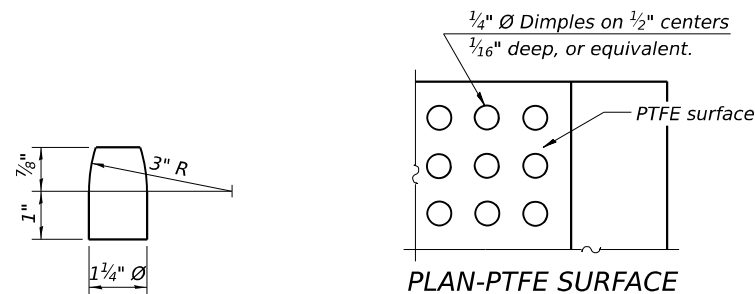 ¼" Ø Dimples on ½" centers
1/16" deep, or equivalent.
PTFE surface
7/8"
3" R
1"
1¼" Ø
PLAN-PTFE SURFACE